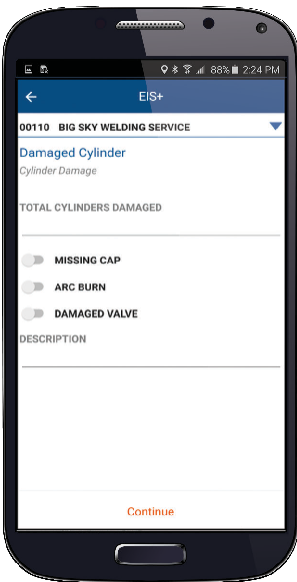 88% 2:24 PM
EIS+
00110 BIG SKY WELDING SERVICE
Damaged Cylinder
Cylinder Damage
TOTAL CYLINDERS DAMAGED
MISSING CAP
ARC BURN
DAMAGED VALVE
DESCRIPTION
Continue